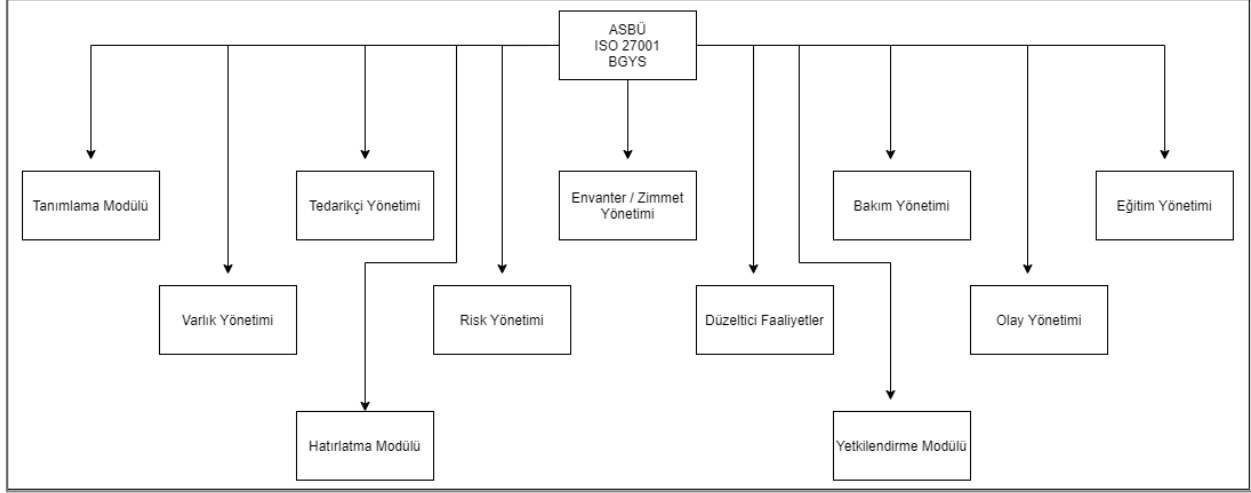 ASBÜ
ISO 27001
BGYS
Tanımlama Modülü
Tedarikçi Yönetimi
Envanter / Zimmet
Yönetimi
Bakım Yönetimi
Eğitim Yönetimi
Varlık Yönetimi
Risk Yönetimi
Düzeltici Faaliyetler
Olay Yönetimi
Hatırlatma Modülü
Yetkilendirme Modülü